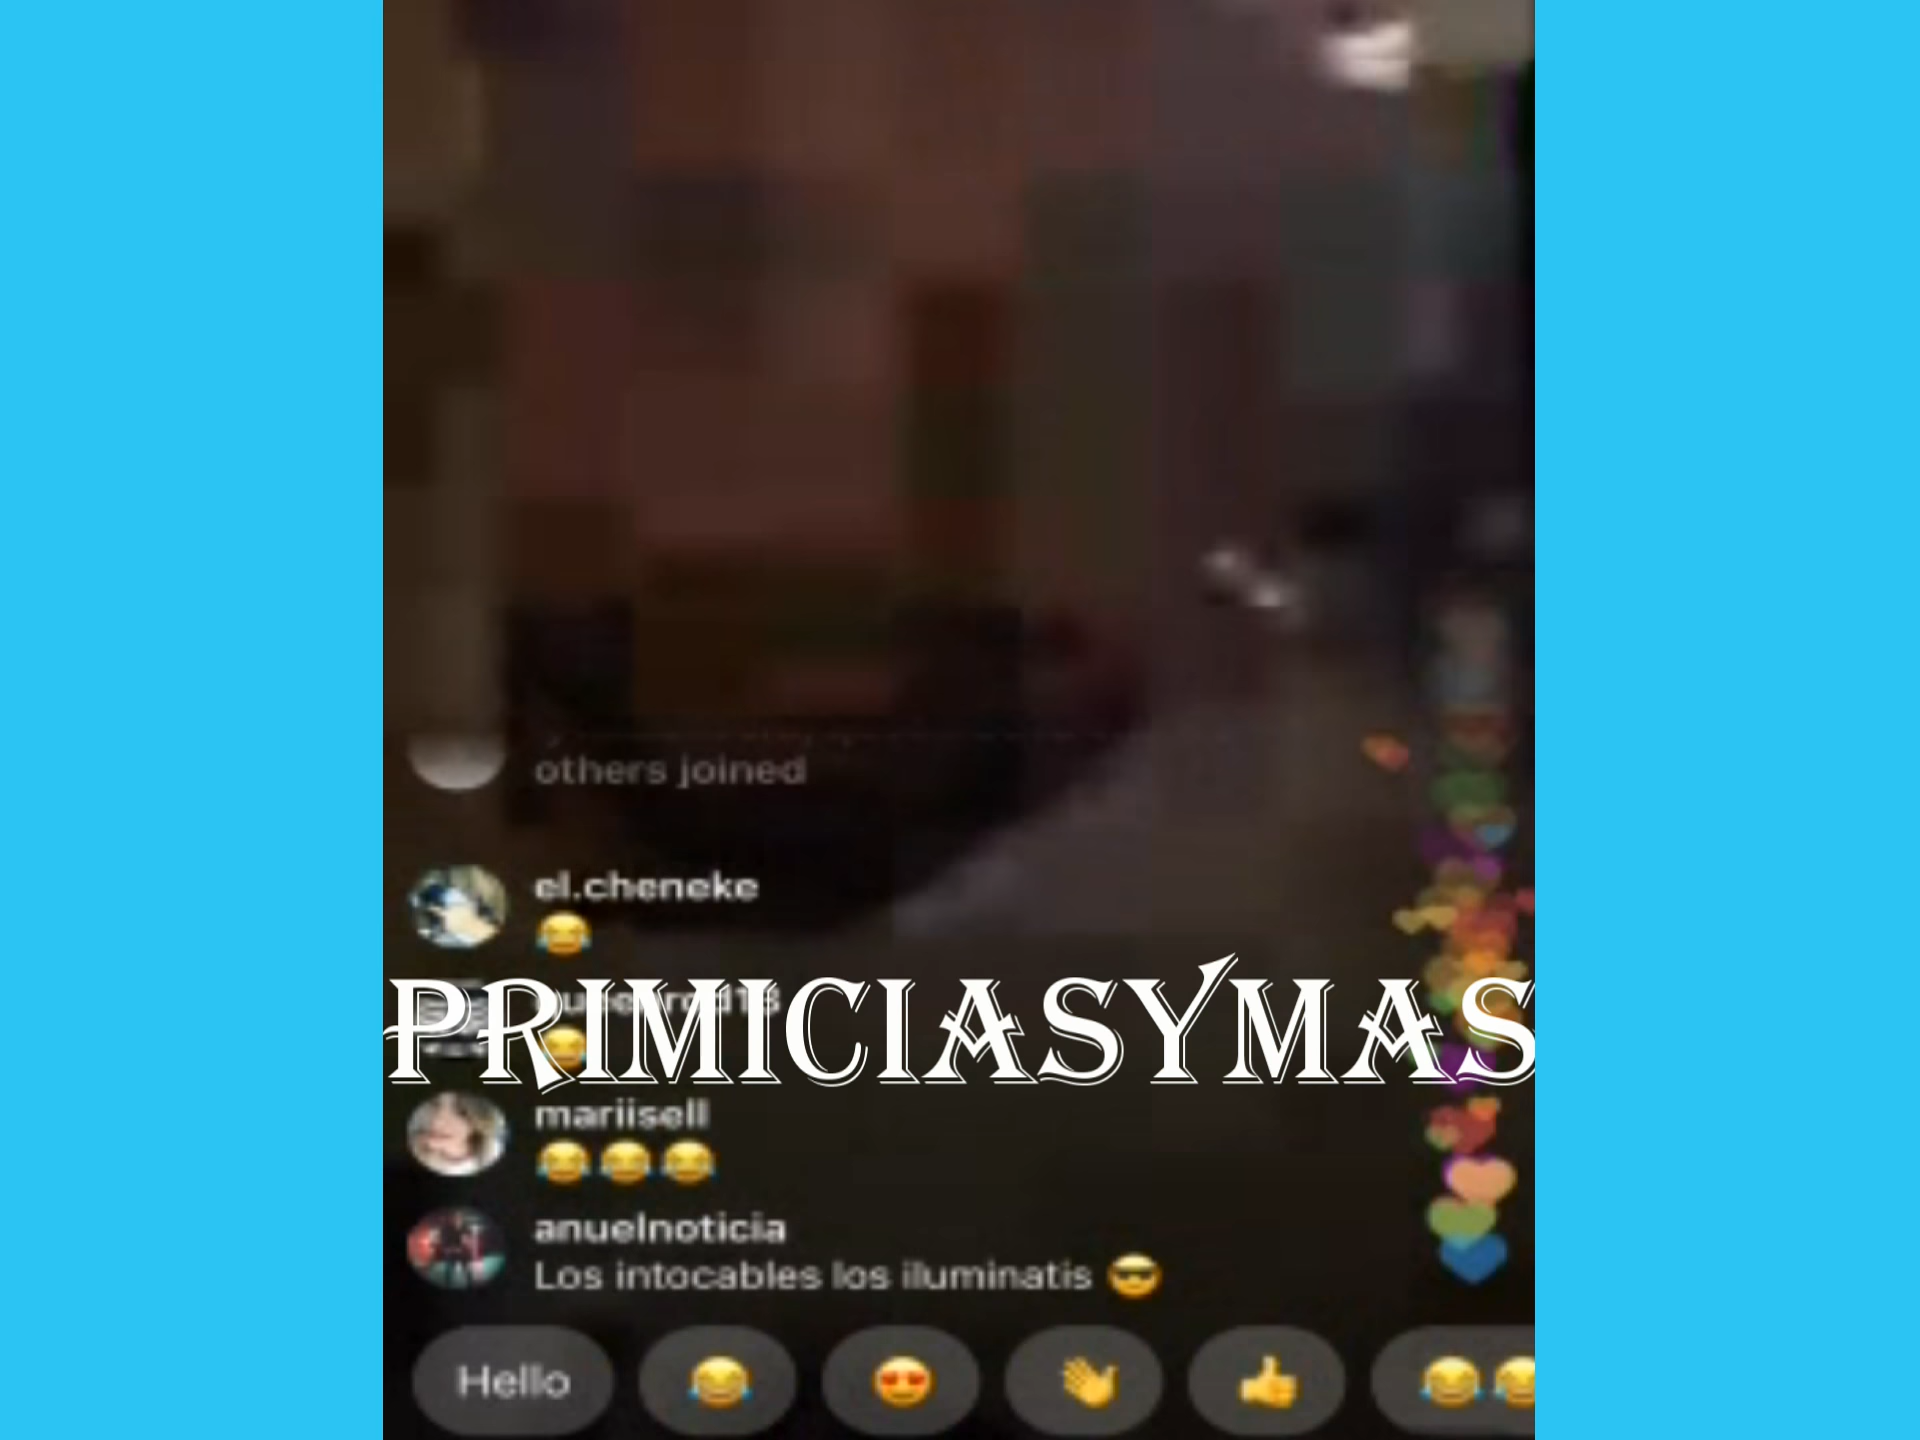 others joined
el.cheneke
😂
PRIMICIASYMAS
😂
mariisell
😂😂😂
anuelnoticia
Los intocables los iluminatis 😎
Hello 😂 😍 👋 👍 😂😂